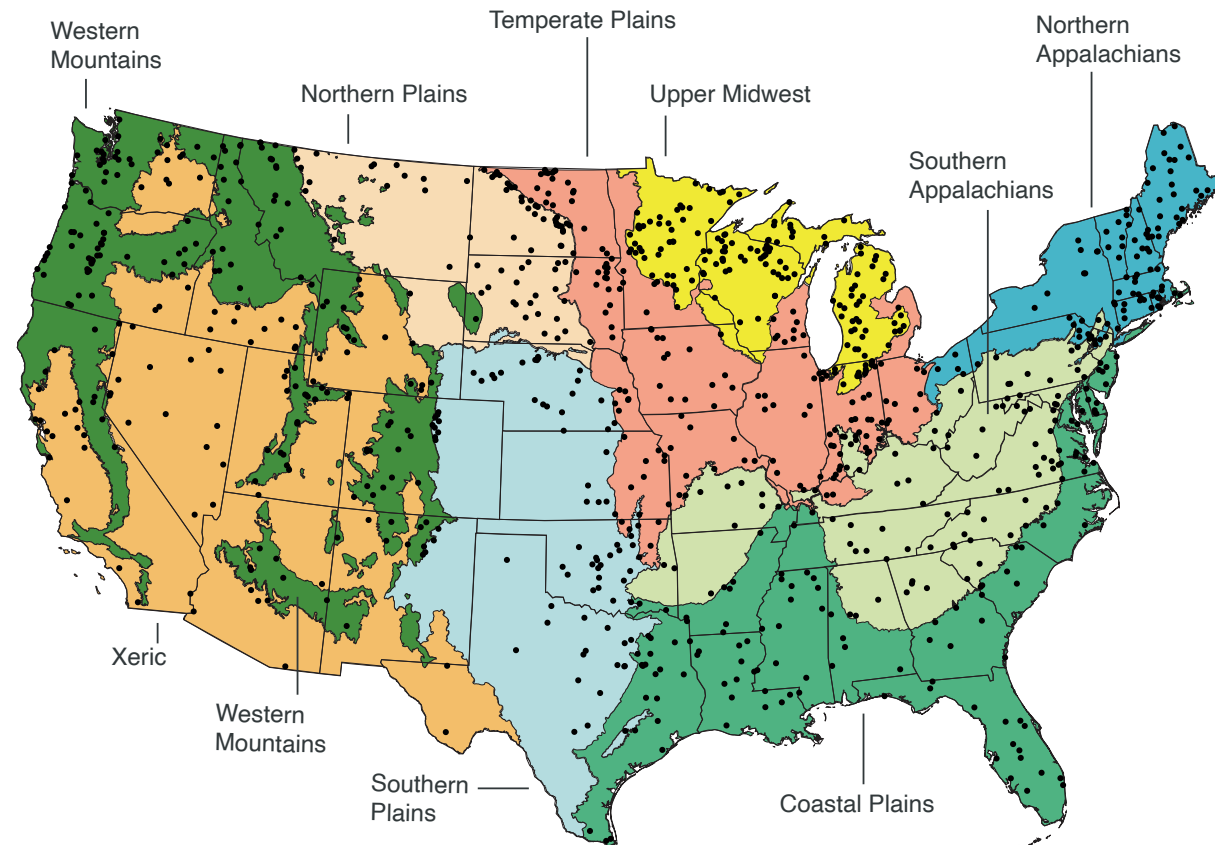 Western
Mountains
Temperate Plains
Northern
Appalachians
Northern Plains
Upper Midwest
Southern
Appalachians
Xeric
Western
Mountains
Southern
Plains
Coastal Plains